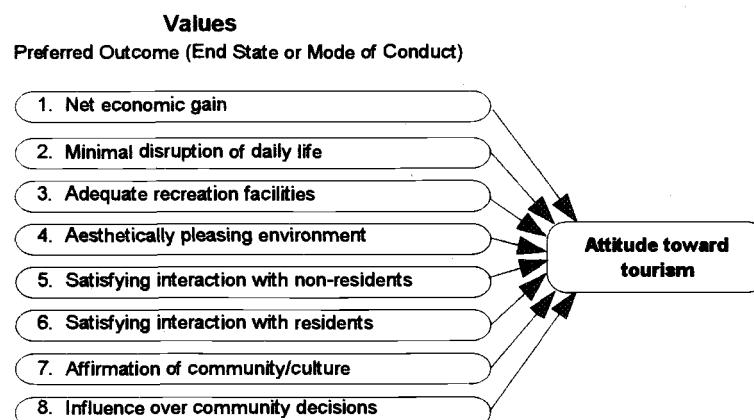 Values
Preferred Outcome (End State or Mode of Conduct)
1. Net economic gain
2. Minimal disruption of daily life
3. Adequate recreation facilities
4. Aesthetically pleasing environment
5. Satisfying interaction with non-residents
6. Satisfying interaction with residents
7. Affirmation of community/culture
8. Influence over community decisions
Attitude toward
tourism